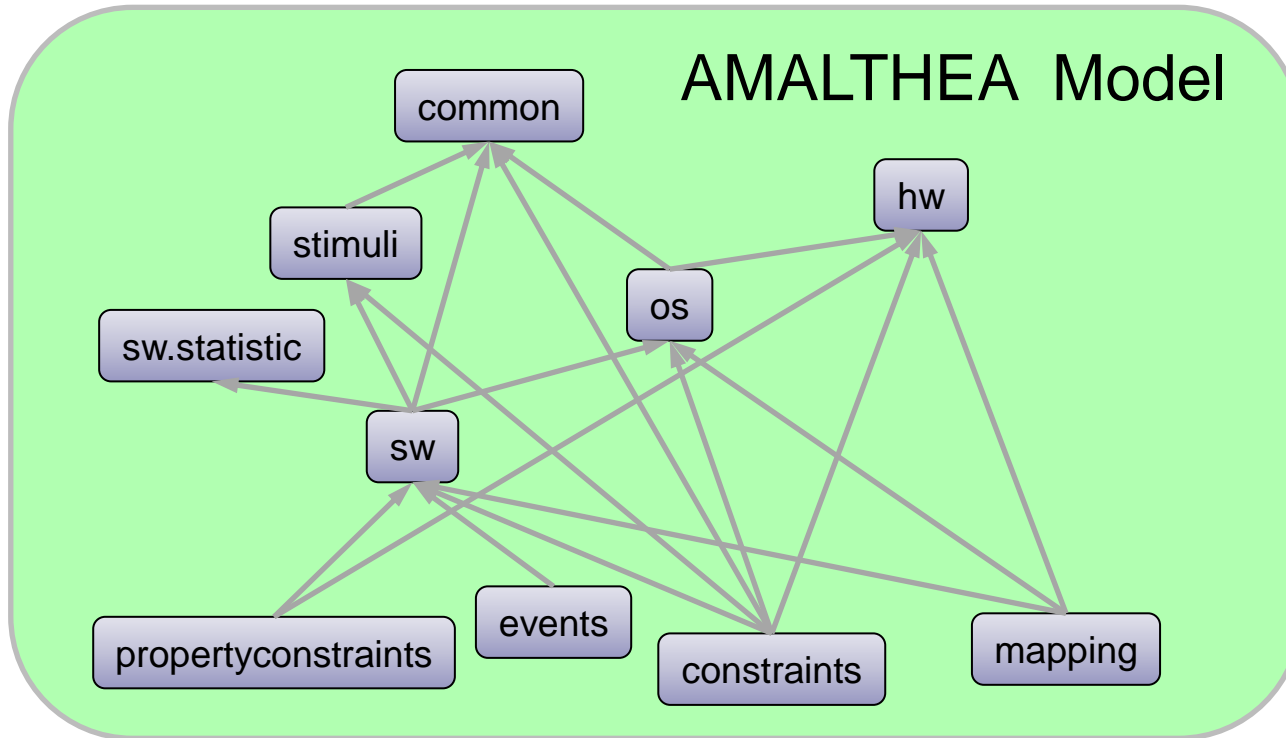 AMALTHEA Model
common
hw
stimuli
os
sw.statistic
sw
events
propertyconstraints
constraints
mapping